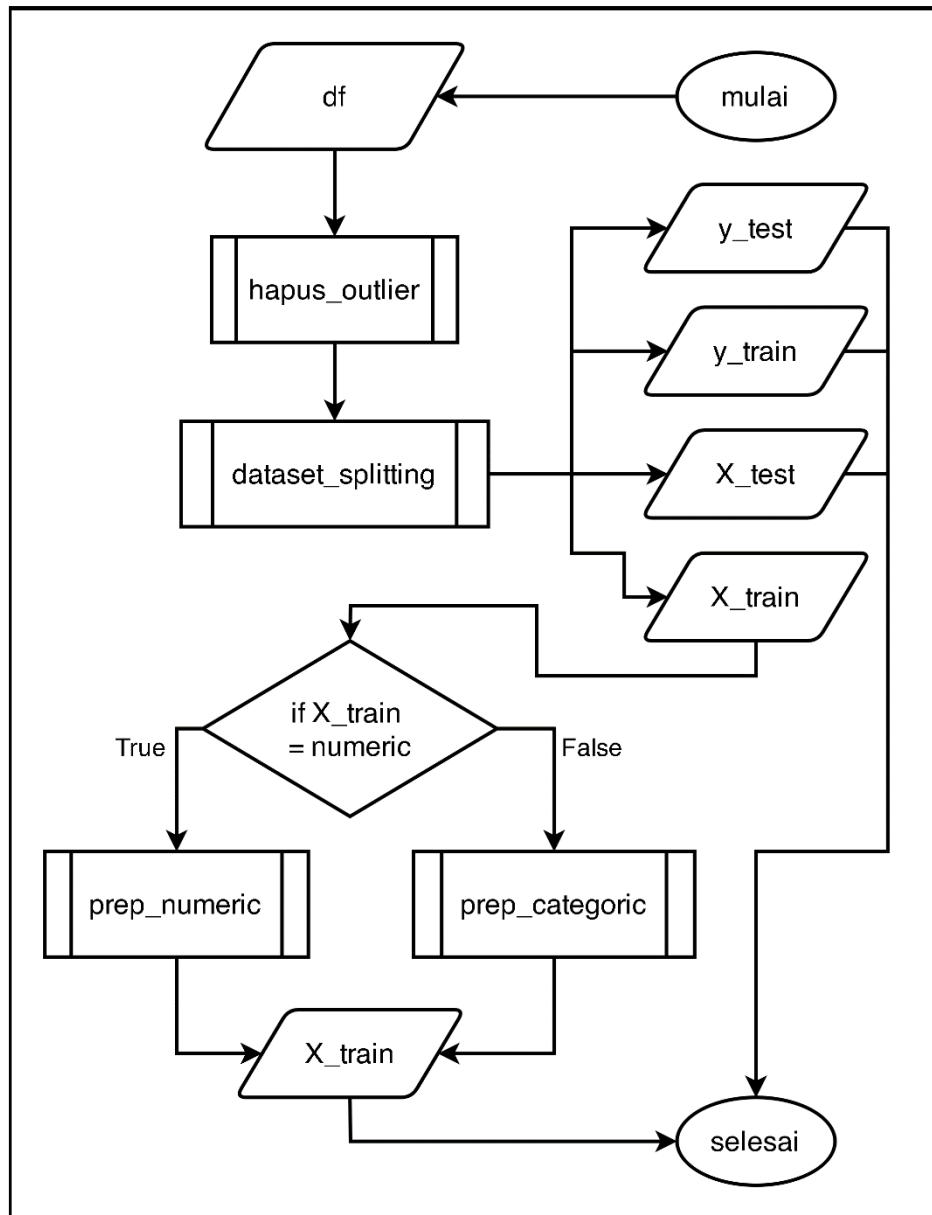 mulai
df
hapus_outlier
dataset_splitting
y_test
y_train
X_test
X_train
if X_train
= numeric
True
False
prep_numeric
prep_categoric
X_train
selesai